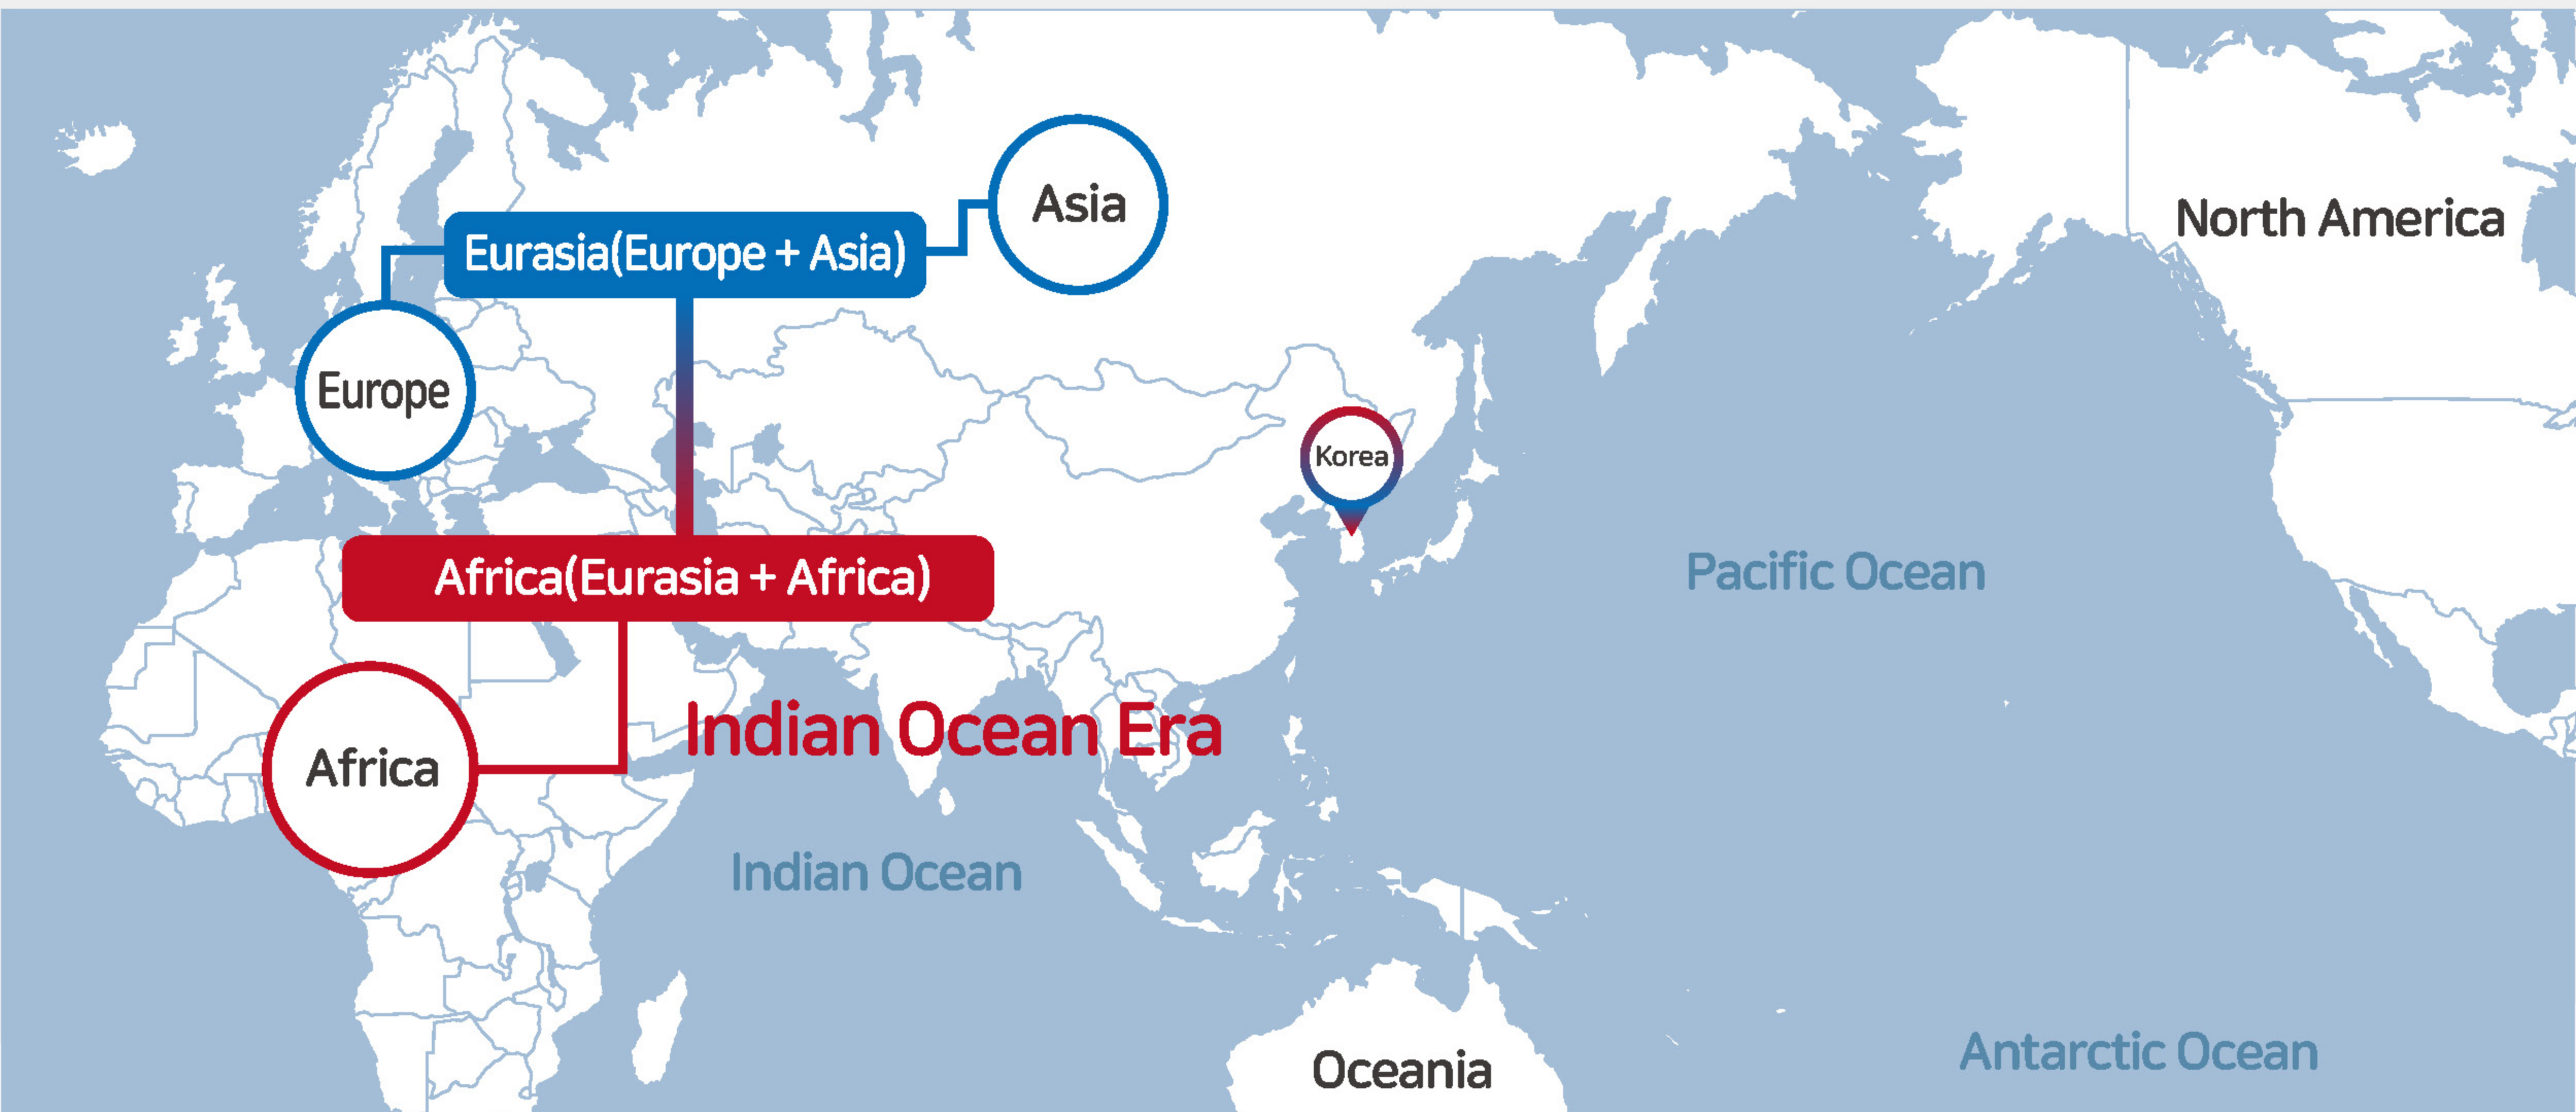 Asia
North America
Eurasia(Europe + Asia)
Europe
Korea
Pacific Ocean
Africa(Eurasia + Africa)
Indian Ocean Era
Africa
Indian Ocean
Antarctic Ocean
Oceania